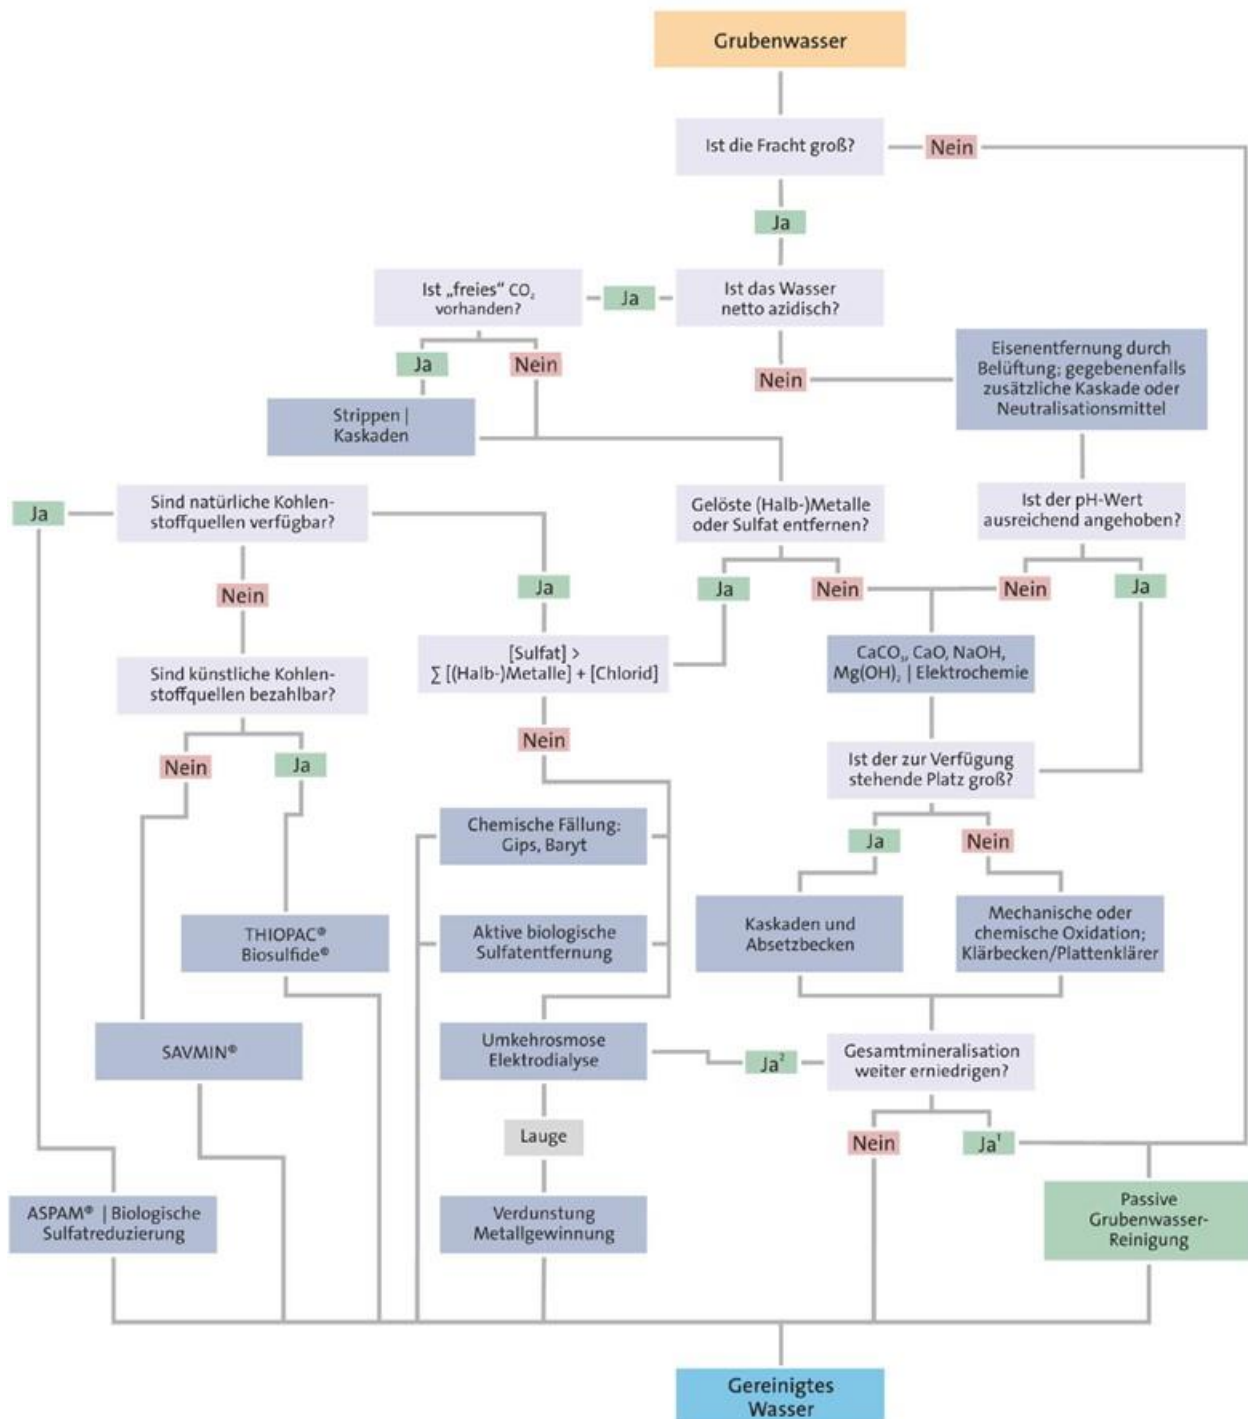 Grubenwasser
Ist die Fracht groß?
Nein
Ja
Ist „freies“ CO₂
vorhanden?
Ja
Ist das Wasser
netto azidisch?
Ja
Nein
Nein
Eisenentfernung durch
Belüftung; gegebenenfalls
zusätzliche Kaskade oder
Neutralisationsmittel
Strippen |
Kaskaden
Ja
Sind natürliche Kohlen-
stoffquellen verfügbar?
Gelöste (Halb-)Metalle
oder Sulfat entfernen?
Ist der pH-Wert
ausreichend angehoben?
Nein
Ja
Ja
Nein
Nein
Ja
Sind künstliche Kohlen-
stoffquellen bezahlbar?
[Sulfat] >
∑ [(Halb-)Metalle] + [Chlorid]
CaCO₃, CaO, NaOH,
Mg(OH)₂ | Elektrochemie
Nein
Nein
Ja
Ist der zur Verfügung
stehende Platz groß?
Chemische Fällung:
Gips, Baryt
Ja
Nein
THIOPAC®
Biosulfide®
Aktive biologische
Sulfatentfernung
Kaskaden und
Absetzbecken
Mechanische oder
chemische Oxidation;
Klärbecken/Plattenklärer
SAVMIN®
Umkehrosmose
Elektrodialyse
Ja²
Gesamtmineralisation
weiter erniedrigen?
Lauge
Nein
Ja¹
ASPAM® | Biologische
Sulfatreduzierung
Verdunstung
Metallgewinnung
Passive
Grubenwasser-
Reinigung
Gereinigtes
Wasser